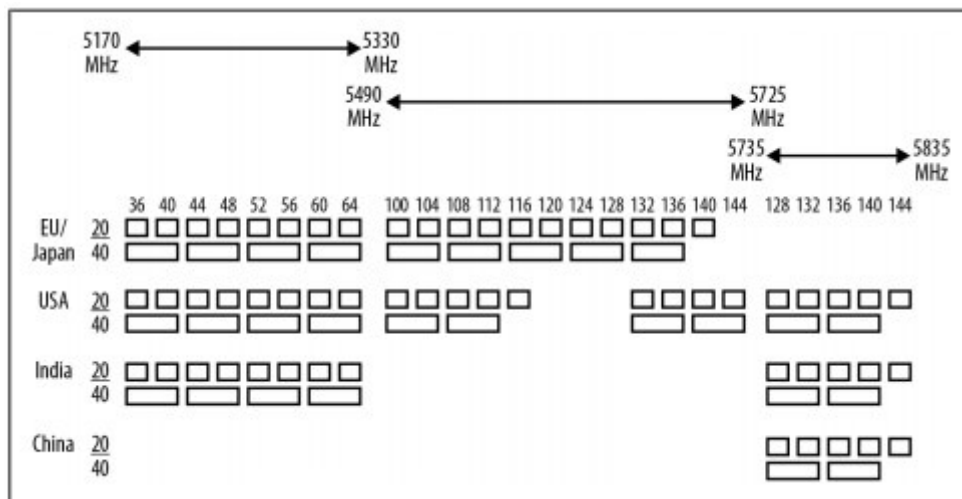 5170 MHz 5330 MHz
5490 MHz 5725 MHz
5735 MHz 5835 MHz
36 40 44 48 52 56 60 64 100 104 108 112 116 120 124 128 132 136 140 144 128 132 136 140 144
EU/ 20
Japan 40
USA 20
40
India 20
40
China 20
40